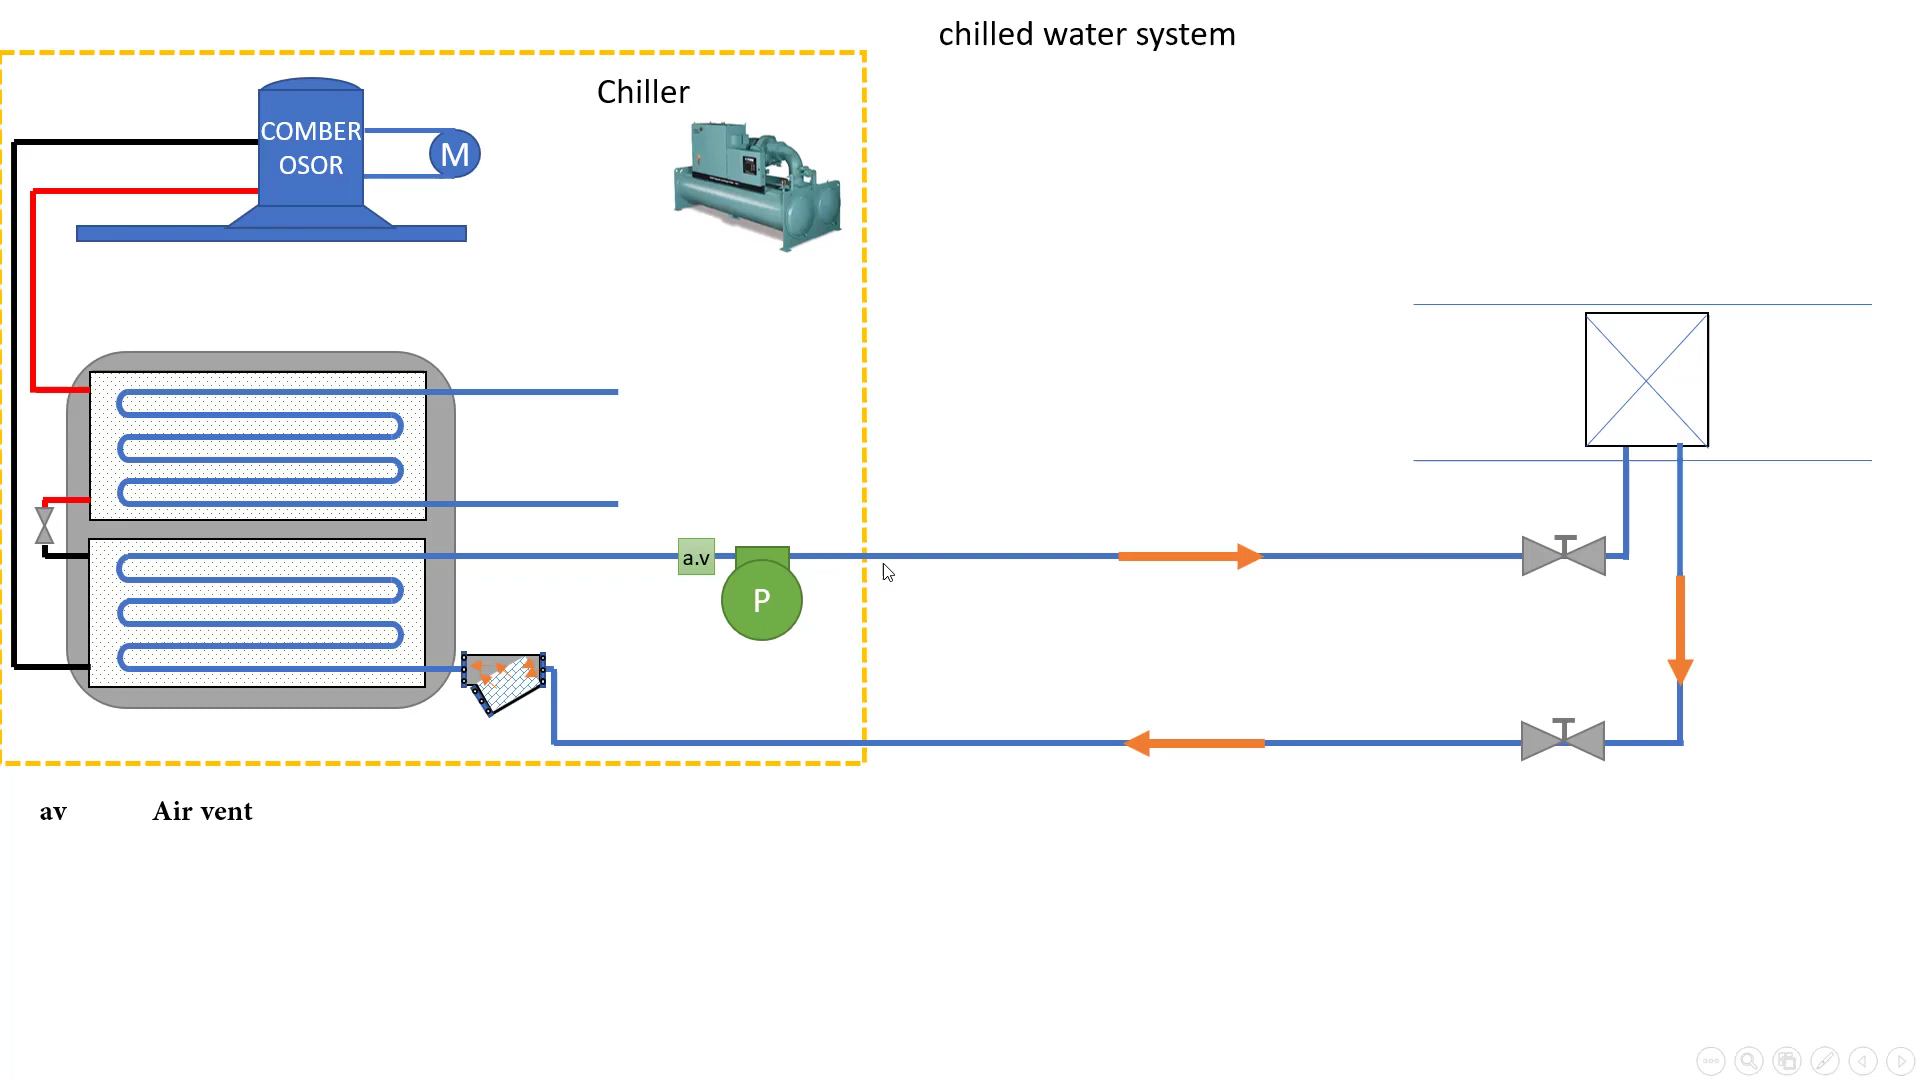 chilled water system
Chiller
COMBER
OSOR
M
a.v
P
av Air vent